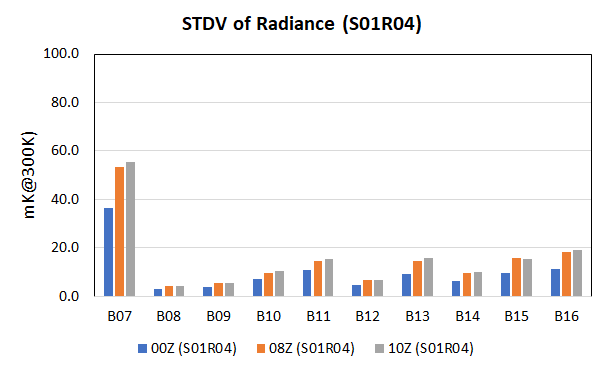 STDV of Radiance (S01R04)
mK@300K)
100.0
80.0
60.0
40.0
20.0
0.0
B07 B08 B09 B10 B11 B12 B13 B14 B15 B16
00Z (S01R04) 08Z (S01R04) 10Z (S01R04)